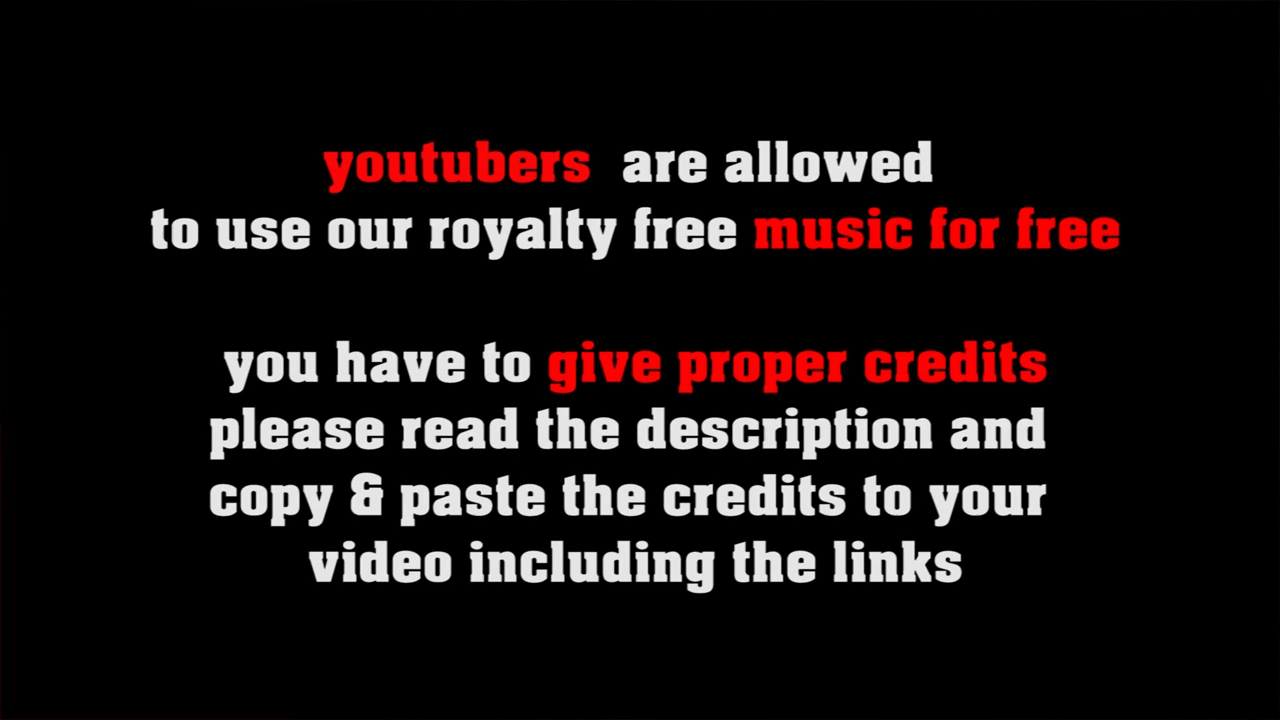 youtubers are allowed
to use our royalty free music for free
you have to give proper credits
please read the description and
copy & paste the credits to your
video including the links